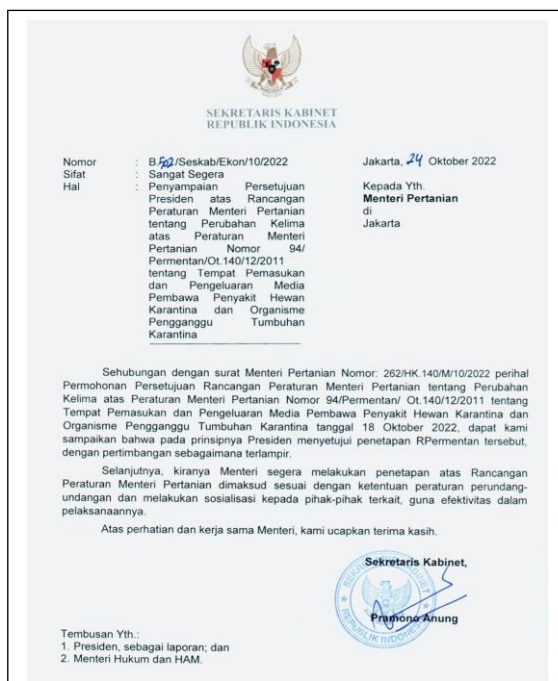 SEKRETARIS KABINET
REPUBLIK INDONESIA
Nomor : B. /Seskab/Ekon/10/2022
Jakarta, 24 Oktober 2022
Sifat : Sangat Segera
Hal : Penyampaian Persetujuan
Presiden atas Rancangan
Peraturan Menteri Pertanian
tentang Perubahan Kelima
atas Peraturan Menteri
Pertanian Nomor 94/
Permentan/Ot.140/12/2011
tentang Tempat Pemasukan
dan Pengeluaran Media
Pembawa Penyakit Hewan
Karantina dan Organisme
Pengganggu Tumbuhan
Karantina
Kepada Yth.
Menteri Pertanian
di
Jakarta
Sehubungan dengan surat Menteri Pertanian Nomor: 262/HK.140/M/10/2022 perihal
Permohonan Persetujuan Rancangan Peraturan Menteri Pertanian tentang Perubahan
Kelima atas Peraturan Menteri Pertanian Nomor 94/Permentan/ Ot.140/12/2011 tentang
Tempat Pemasukan dan Pengeluaran Media Pembawa Penyakit Hewan Karantina dan
Organisme Pengganggu Tumbuhan Karantina tanggal 18 Oktober 2022, dapat kami
sampaikan bahwa pada prinsipnya Presiden menyetujui penetapan RPermentan tersebut,
dengan pertimbangan sebagaimana terlampir.
Selanjutnya, kiranya Menteri segera melakukan penetapan atas Rancangan
Peraturan Menteri Pertanian dimaksud sesuai dengan ketentuan peraturan perundang-
undangan dan melakukan sosialisasi kepada pihak-pihak terkait, guna efektivitas dalam
pelaksanaannya.
Atas perhatian dan kerja sama Menteri, kami ucapkan terima kasih.
Sekretaris Kabinet,
Pramono Anung
Tembusan Yth.:
1. Presiden, sebagai laporan; dan
2. Menteri Hukum dan HAM.